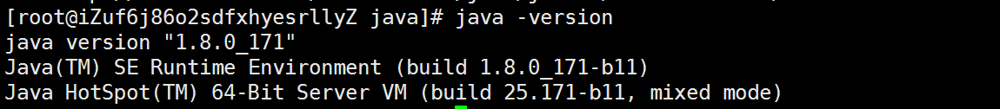 [root@iZuf6j86o2sdfxhyesrllyZ java]# java -version
java version "1.8.0_171"
Java(TM) SE Runtime Environment (build 1.8.0_171-b11)
Java HotSpot(TM) 64-Bit Server VM (build 25.171-b11, mixed mode)